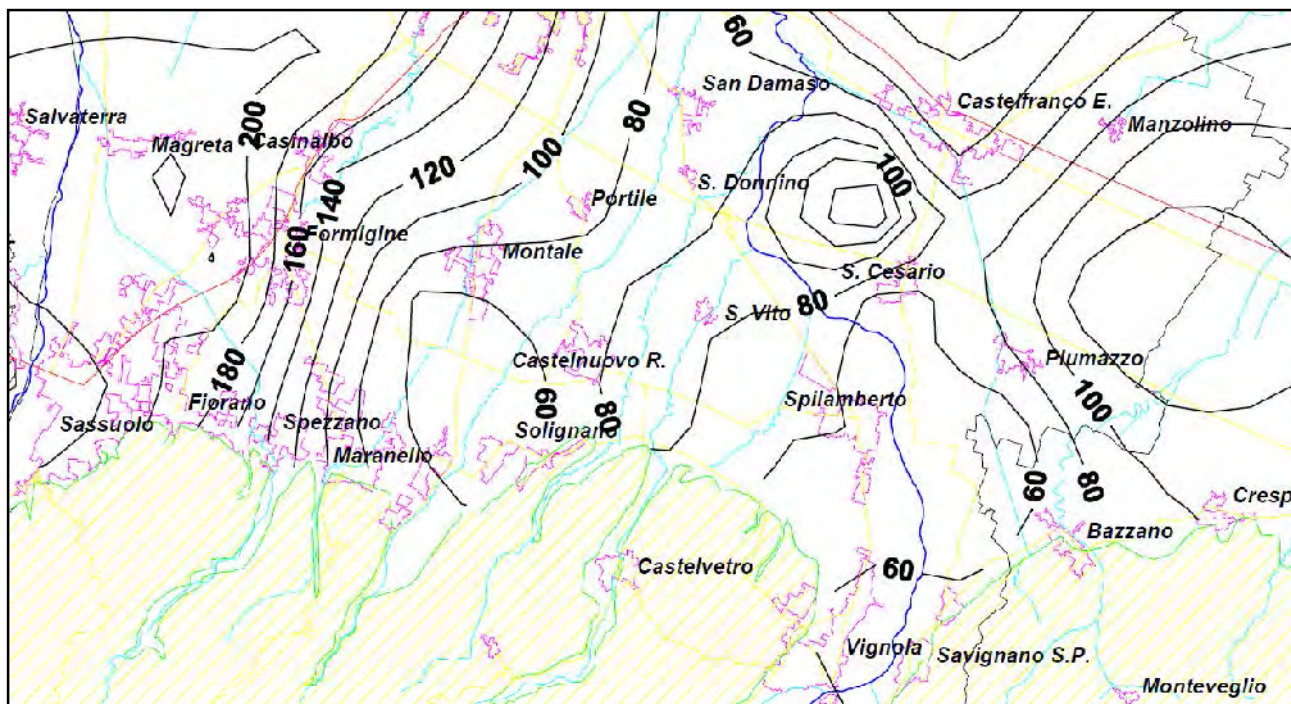 60
San Damaso
Castelfranco E.
Salvaterra
200
80
Manzolino
Magreta
Casinalbo
120
100
100
140
Portile
S. Donnino
160
Formigine
Montale
S. Cesario
S. Vito
80
180
Castelnuovo R.
Piumazzo
Fiorano
60
80
Spilamberto
100
Sassuolo
Spezzano
Solignano
Maranello
60
80
Cresp
Bazzano
Castelvetro
60
Vignola
Savignano S.P.
Monteveglio